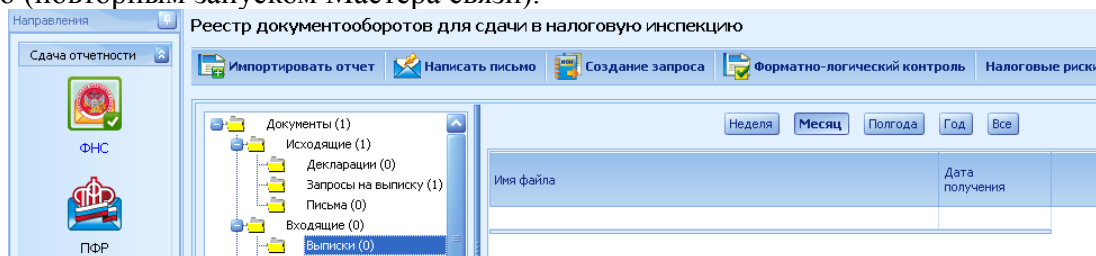 о (повторным запуском Мастера связи).
Направления
Реестр документооборотов для сдачи в налоговую инспекцию
Сдача отчетности
Импортировать отчет Написать письмо Создание запроса Форматно-логический контроль Налоговые риски
ФНС
ПФР
Документы (1)
Исходящие (1)
Декларации (0)
Запросы на выписку (1)
Письма (0)
Входящие (0)
Выписки (0)
Неделя Месяц Полгода Год Все
Имя файла
Дата
получения